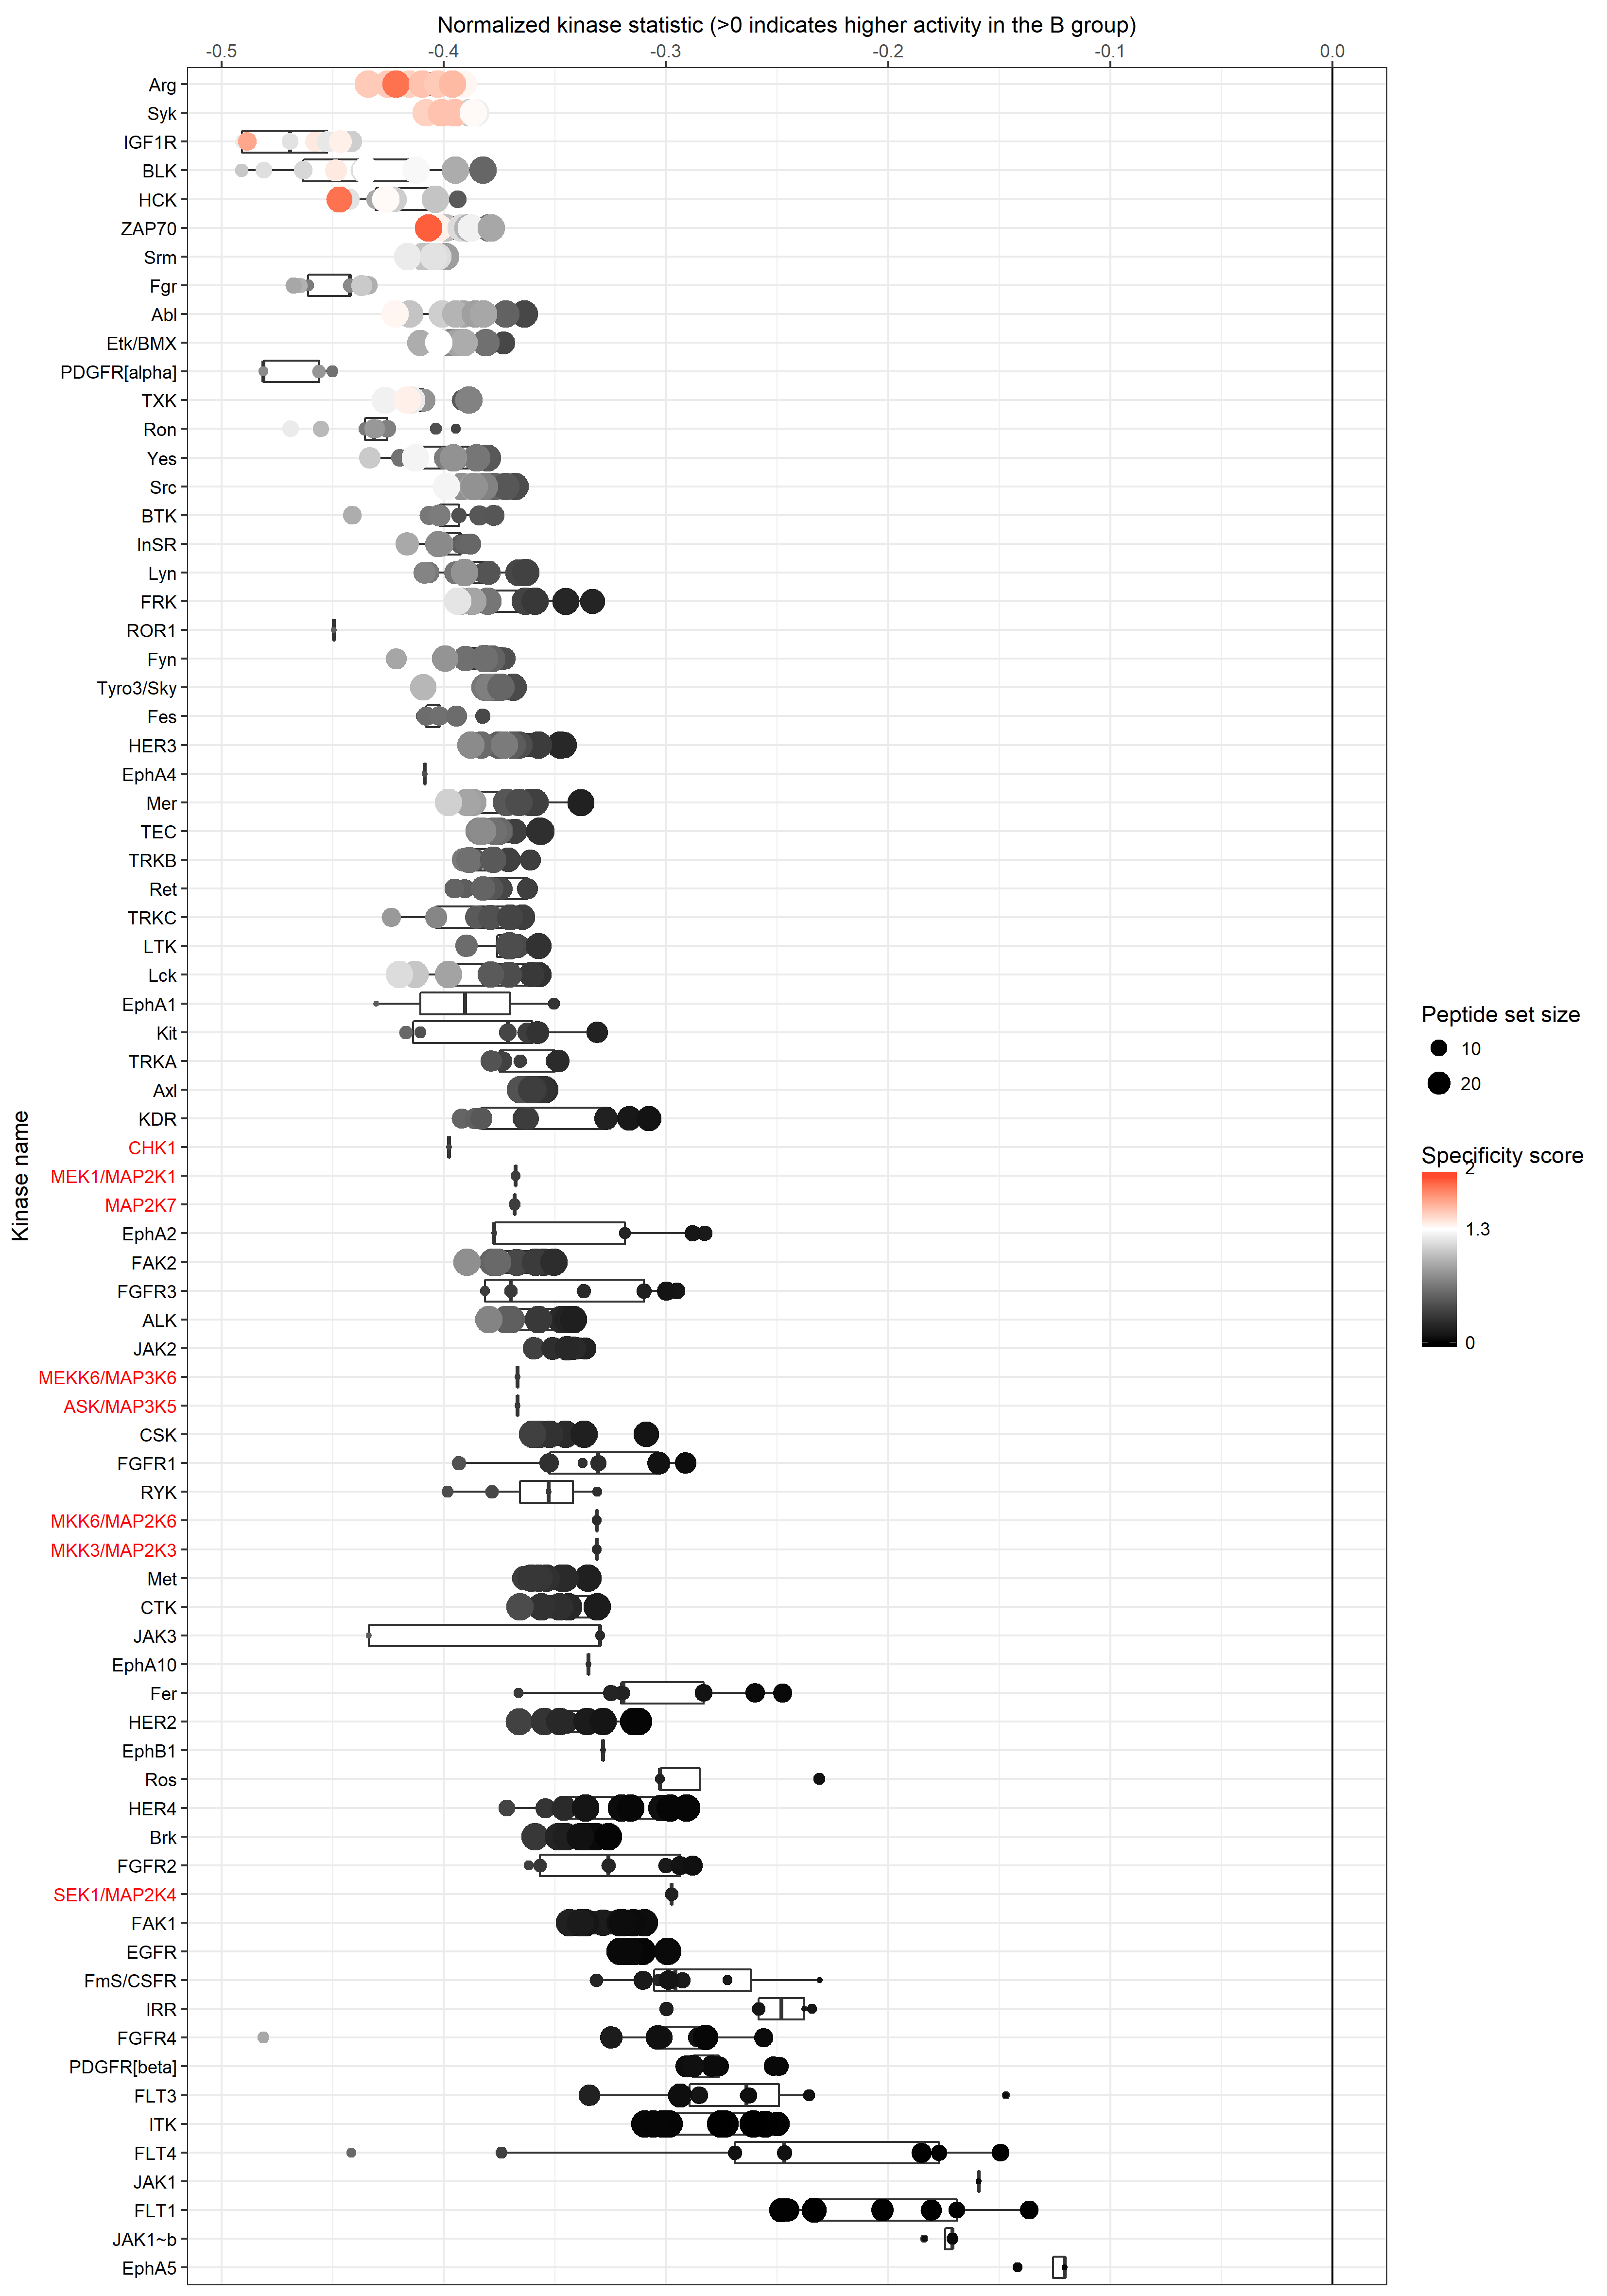 Normalized kinase statistic (>0 indicates higher activity in the B group)
-0.5 -0.4 -0.3 -0.2 -0.1 0.0
Kinase name
Arg
Syk
IGF1R
BLK
HCK
ZAP70
Srm
Fgr
Abl
Etk/BMX
PDGFR[alpha]
TXK
Ron
Yes
Src
BTK
InSR
Lyn
FRK
ROR1
Fyn
Tyro3/Sky
Fes
HER3
EphA4
Mer
TEC
TRKB
Ret
TRKC
LTK
Lck
EphA1
Kit
TRKA
Axl
KDR
CHK1
MEK1/MAP2K1
MAP2K7
EphA2
FAK2
FGFR3
ALK
JAK2
MEKK6/MAP3K6
ASK/MAP3K5
CSK
FGFR1
RYK
MKK6/MAP2K6
MKK3/MAP2K3
Met
CTK
JAK3
EphA10
Fer
HER2
EphB1
Ros
HER4
Brk
FGFR2
SEK1/MAP2K4
FAK1
EGFR
FmS/CSFR
IRR
FGFR4
PDGFR[beta]
FLT3
ITK
FLT4
JAK1
FLT1
JAK1~b
EphA5
Peptide set size
10
20
Specificity score
2
1.3
0